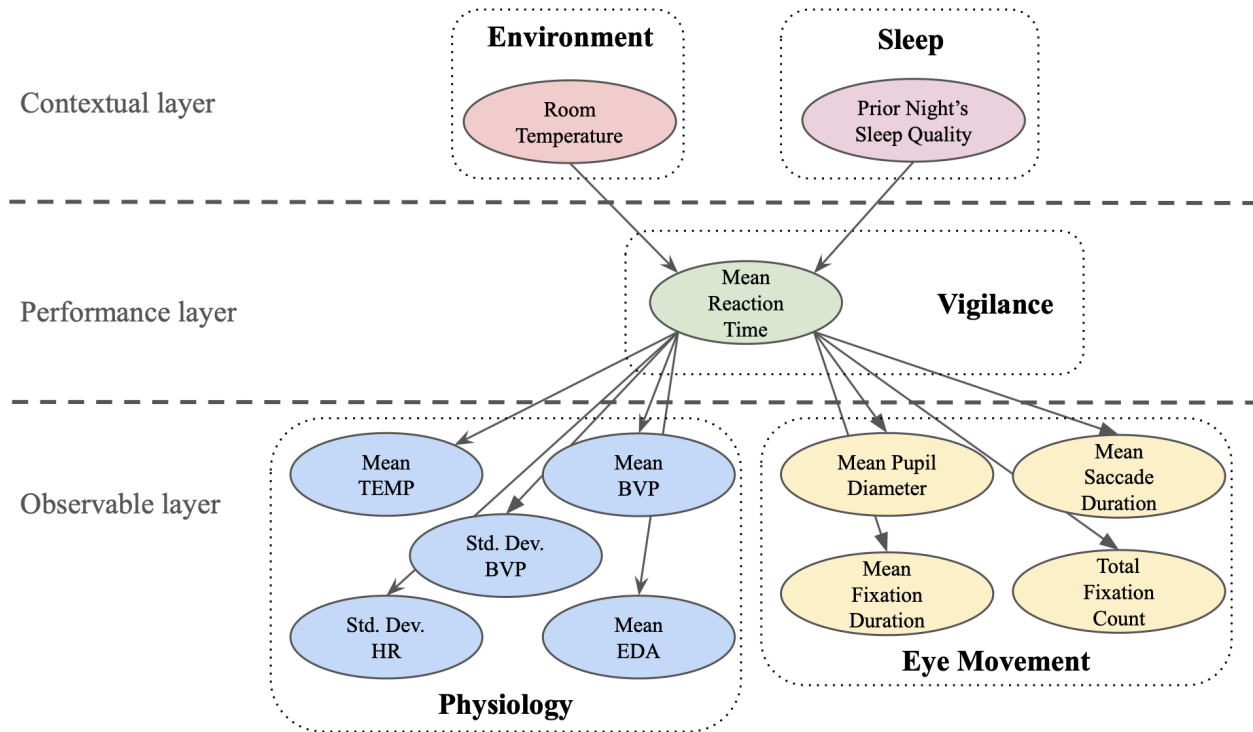 Environment
Sleep
Contextual layer
Room
Temperature
Prior Night's
Sleep Quality
Performance layer
Mean
Reaction
Time
Vigilance
Observable layer
Mean
TEMP
Mean
BVP
Std. Dev.
BVP
Std. Dev.
HR
Mean
EDA
Physiology
Mean Pupil
Diameter
Mean
Saccade
Duration
Mean
Fixation
Duration
Total
Fixation
Count
Eye Movement